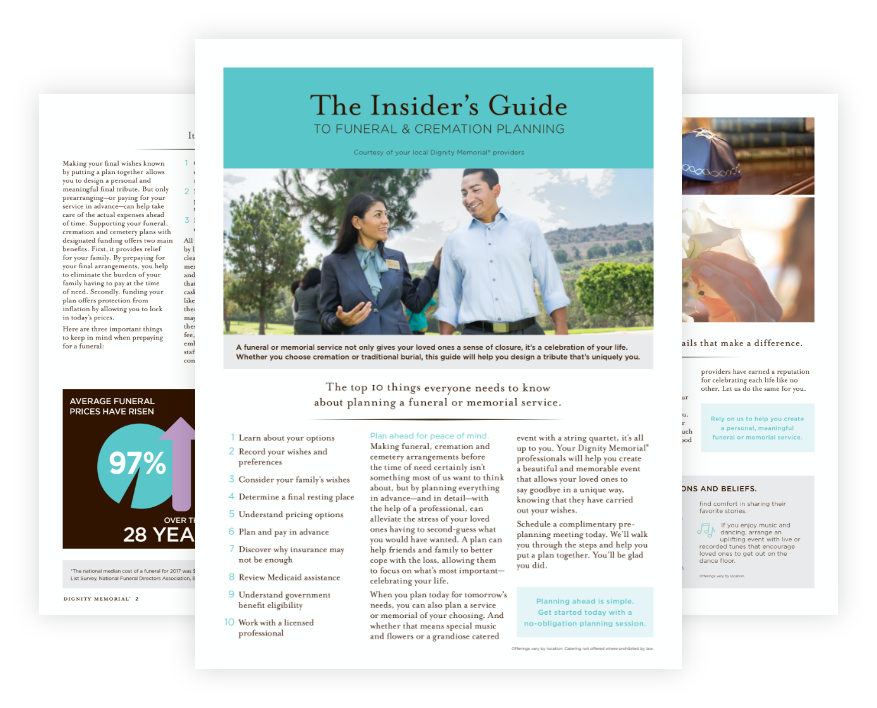 It
Making your final wishes known
by putting a plan together allows
you to design a personal and
meaningful final tribute. But only
prearranging—or paying for your
service in advance—can help take
care of the actual expenses ahead
of time. Supporting your funeral,
cremation and cemetery plans with
designated funding offers two main
benefits. First, it provides relief
for your family. By preparing for
your final arrangements, you help
to eliminate the burden of your
family having to pay at the time
of need. Secondly, funding your
plan offers protection from
inflation by allowing you to lock
in today's prices.
Here are three important things
to keep in mind when prepaying
for a funeral:
1
2
3
All
by l
clea
and
that
cask
like
may
fee,
staf
com
AVERAGE FUNERAL
PRICES HAVE RISEN
97%
OVER T
28 YEA
*The national median cost of a funeral for 2017 was $
List Survey, National Funeral Directors Association,
DIGNITY MEMORIAL® 2
The Insider's Guide
TO FUNERAL & CREMATION PLANNING
Courtesy of your local Dignity Memorial® providers
A funeral or memorial service not only gives your loved ones a sense of closure, it's a celebration of your life.
Whether you choose cremation or traditional burial, this guide will help you design a tribute that's uniquely you.
The top 10 things everyone needs to know
about planning a funeral or memorial service.
1 Learn about your options
2 Record your wishes and
preferences
3 Consider your family's wishes
4 Determine a final resting place
5 Understand pricing options
6 Plan and pay in advance
7 Discover why insurance may
not be enough
8 Review Medicaid assistance
9 Understand government
benefit eligibility
10 Work with a licensed
professional
Plan ahead for peace of mind
Making funeral, cremation and
cemetery arrangements before
the time of need certainly isn't
something most of us want to think
about, but by planning everything
in advance—and in detail—with
the help of a professional, can
alleviate the stress of your loved
ones having to second-guess what
you would have wanted. A plan can
help friends and family to better
cope with the loss, allowing them
to focus on what's most important—
celebrating your life.
When you plan today for tomorrow's
needs, you can also plan a service
or memorial of your choosing. And
whether that means special music
and flowers or a grandiose catered
event with a string quartet, it's all
up to you. Your Dignity Memorial®
professionals will help you create
a beautiful and memorable event
that allows your loved ones to
say goodbye in a unique way,
knowing that they have carried
out your wishes.
Schedule a complimentary pre-
planning meeting today. We'll walk
you through the steps and help you
put a plan together. You'll be glad
you did.
Planning ahead is simple.
Get started today with a
no-obligation planning session.
Offerings vary by location. Catering not offered where prohibited by law.
ails that make a difference.
providers have earned a reputation
for celebrating each life like no
other. Let us do the same for you.
Rely on us to help you create
a personal, meaningful
funeral or memorial service.
ONS AND BELIEFS.
find comfort in sharing their
favorite stories.
If you enjoy music and
dancing, arrange an
uplifting event with live or
recorded tunes that encourage
loved ones to get out on the
dance floor.
Offerings vary by location.